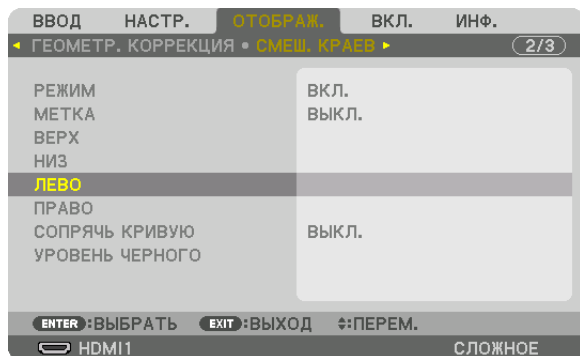 ВВОД НАСТР. ОТОБРАЖ. ВКЛ. ИНФ.
ГЕОМЕТР. КОРРЕКЦИЯ • СМЕШ. КРАЕВ 2/3
РЕЖИМ ВКЛ.
МЕТКА ВЫКЛ.
ВЕРХ
НИЗ
ЛЕВО
ПРАВО
СОПРЯЧЬ КРИВУЮ ВЫКЛ.
УРОВЕНЬ ЧЕРНОГО
ENTER :ВЫБРАТЬ EXIT :ВЫХОД :ПЕРЕМ.
HDMI1 СЛОЖНОЕ